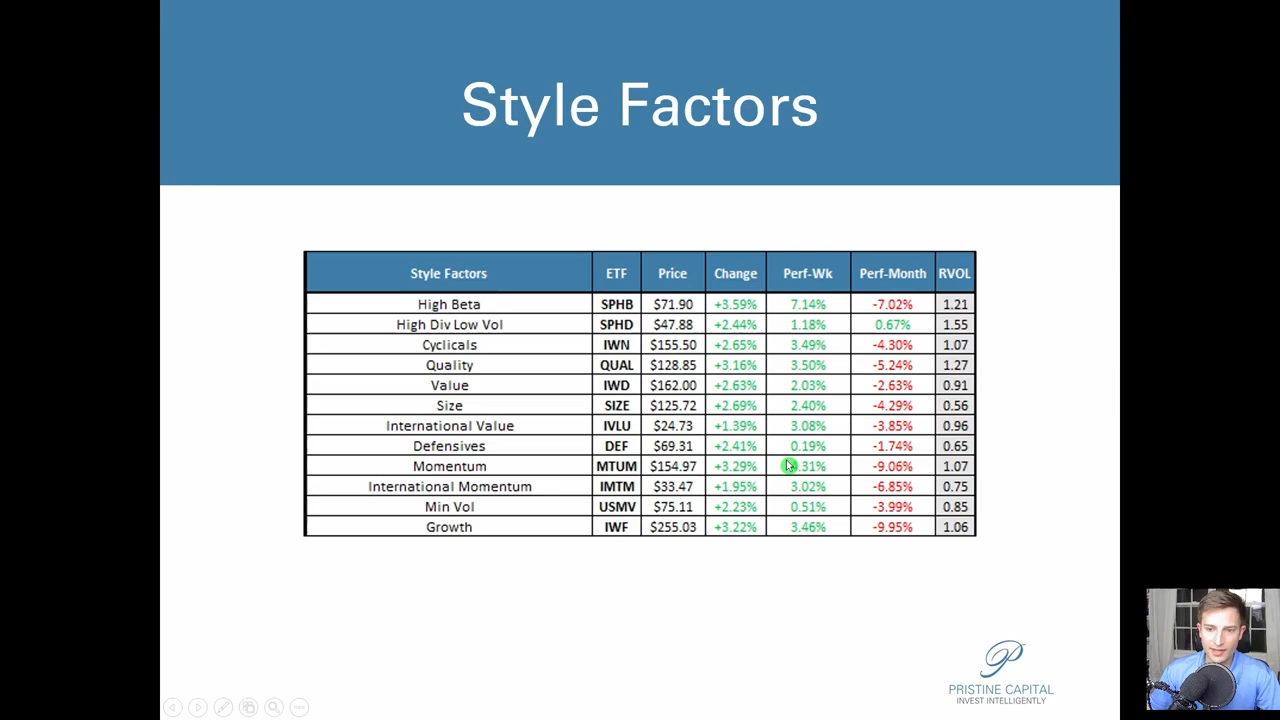 Style Factors
Style Factors ETF Price Change Perf-Wk Perf-Month RVOL
High Beta SPHB $71.90 +3.59% 7.14% -7.02% 1.21
High Div Low Vol SPHD $47.88 +2.44% 1.18% 0.67% 1.55
Cyclicals IWN $155.50 +2.65% 3.49% -4.30% 1.07
Quality QUAL $128.85 +3.16% 3.50% -5.24% 1.27
Value IWD $162.00 +2.63% 2.03% -2.63% 0.91
Size SIZE $125.72 +2.69% 2.40% -4.29% 0.56
International Value IVLU $24.73 +1.39% 3.08% -3.85% 0.96
Defensives DEF $69.31 +2.41% 0.19% -1.74% 0.65
Momentum MTUM $154.97 +3.29% -9.06% 1.07
International Momentum IMTM $33.47 +1.95% 3.02% -6.85% 0.75
Min Vol USMV $75.11 +2.23% 0.51% -3.99% 0.85
Growth IWF $255.03 +3.22% 3.46% -9.95% 1.06
PRISTINE CAPITAL
INVEST INTELLIGENTLY